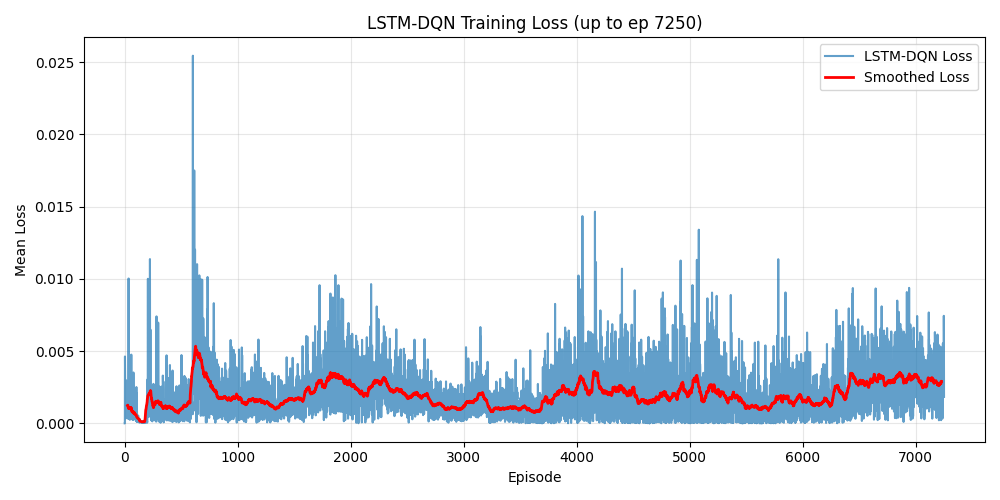 LSTM-DQN Training Loss (up to ep 7250)
LSTM-DQN Loss
Smoothed Loss
Mean Loss
0.025
0.020
0.015
0.010
0.005
0.000
0 1000 2000 3000 4000 5000 6000 7000
Episode